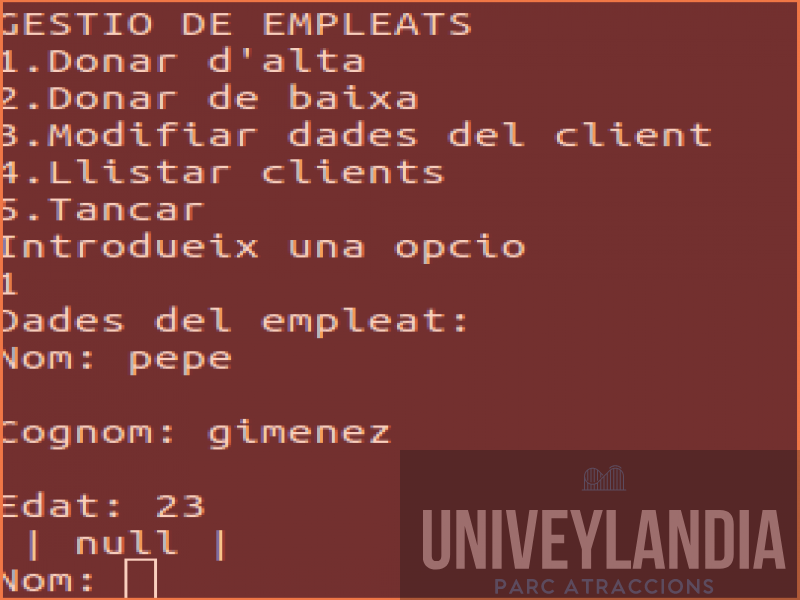 GESTIO DE EMPLEATS
1.Donar d'alta
2.Donar de baixa
3.Modifiar dades del client
4.Llistar clients
5.Tancar
Introdueix una opcio
1
Dades del empleat:
Nom: pepe
Cognom: gimenez
Edat: 23
| null |
Nom:
UNIVEYLANDIA
PARC ATRACCIONS